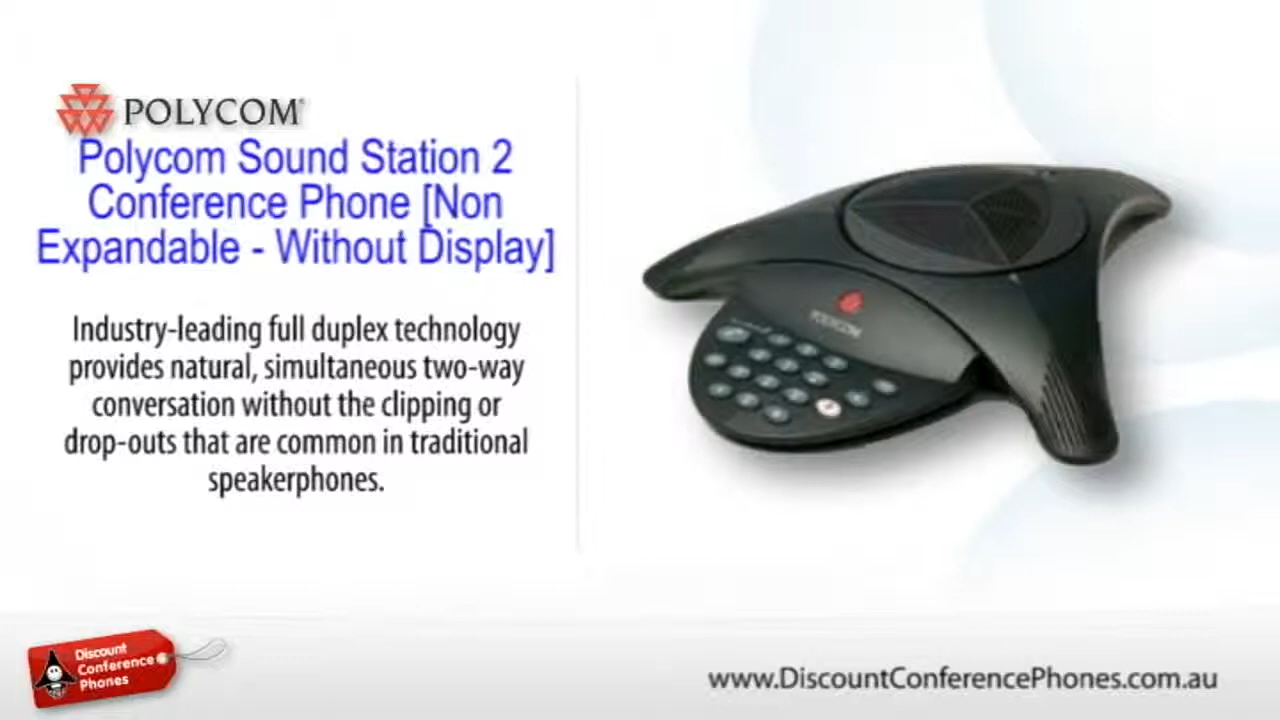 POLYCOM®
Polycom Sound Station 2
Conference Phone [Non
Expandable - Without Display]
Industry-leading full duplex technology
provides natural, simultaneous two-way
conversation without the clipping or
drop-outs that are common in traditional
speakerphones.
POLYCOM
Discount
Conference
Phones
www.DiscountConferencePhones.com.au